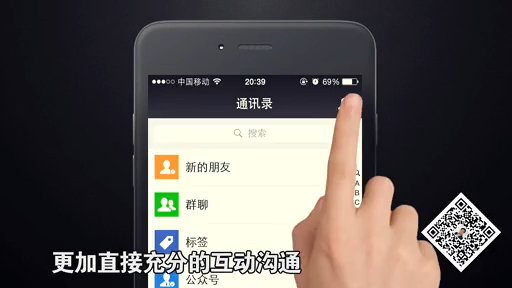 中国移动 20:39 69%
通讯录
搜索
新的朋友
A
B
C
群聊
标签
更加直接充分的互动沟通
公众号